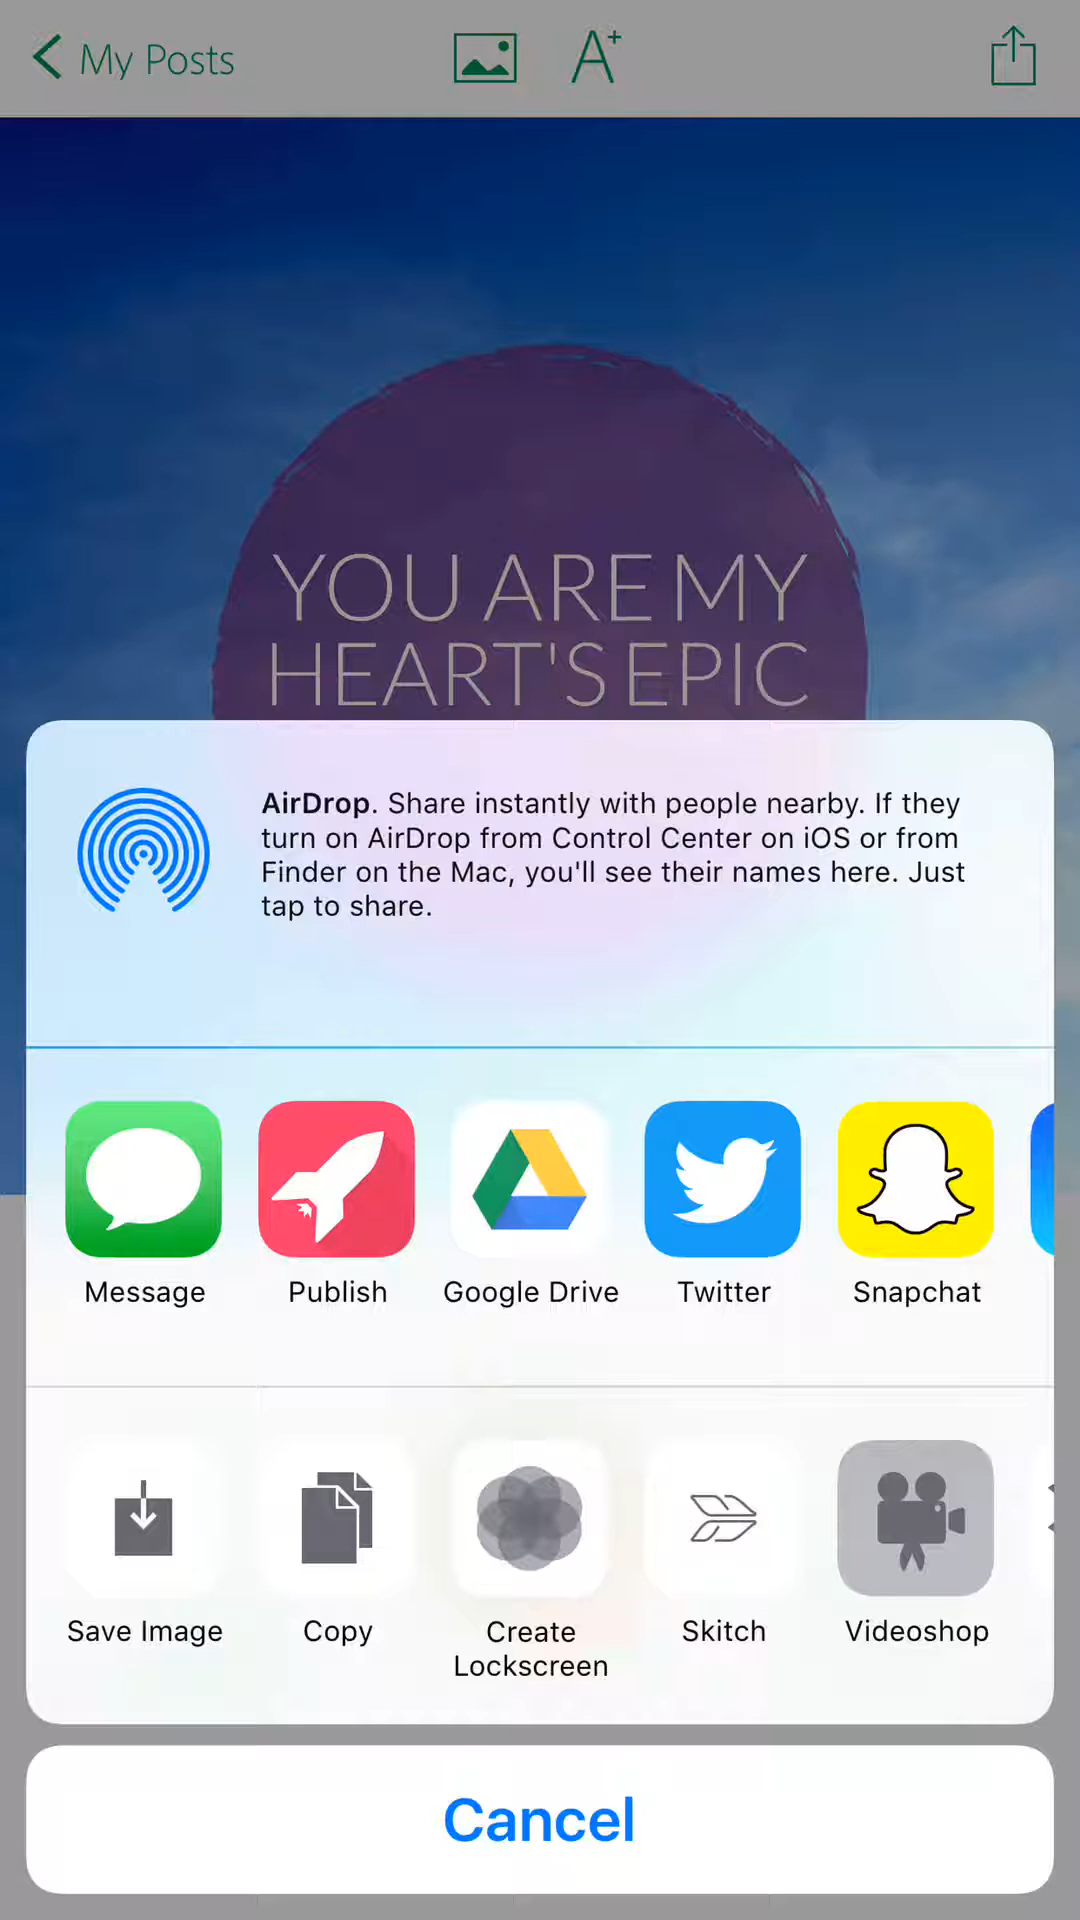 My Posts
A+
YOU ARE MY
HEART'S EPIC
AirDrop. Share instantly with people nearby. If they
turn on AirDrop from Control Center on iOS or from
Finder on the Mac, you'll see their names here. Just
tap to share.
Message
Publish
Google Drive
Twitter
Snapchat
Save Image
Copy
Create
Lockscreen
Skitch
Videoshop
Cancel